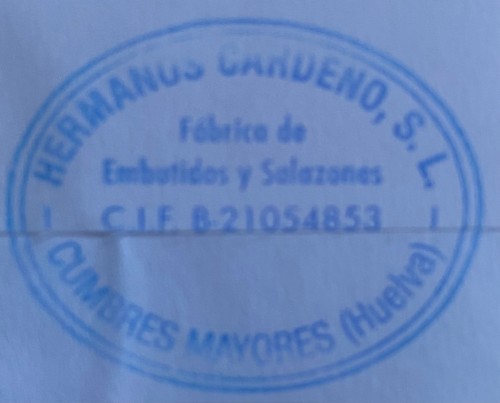 HERMANOS CARDENO, S. L.
Fábrica de
Embutidos y Salazones
C.I.F. B-21054853
CUMBRES MAYORES (Huelva)